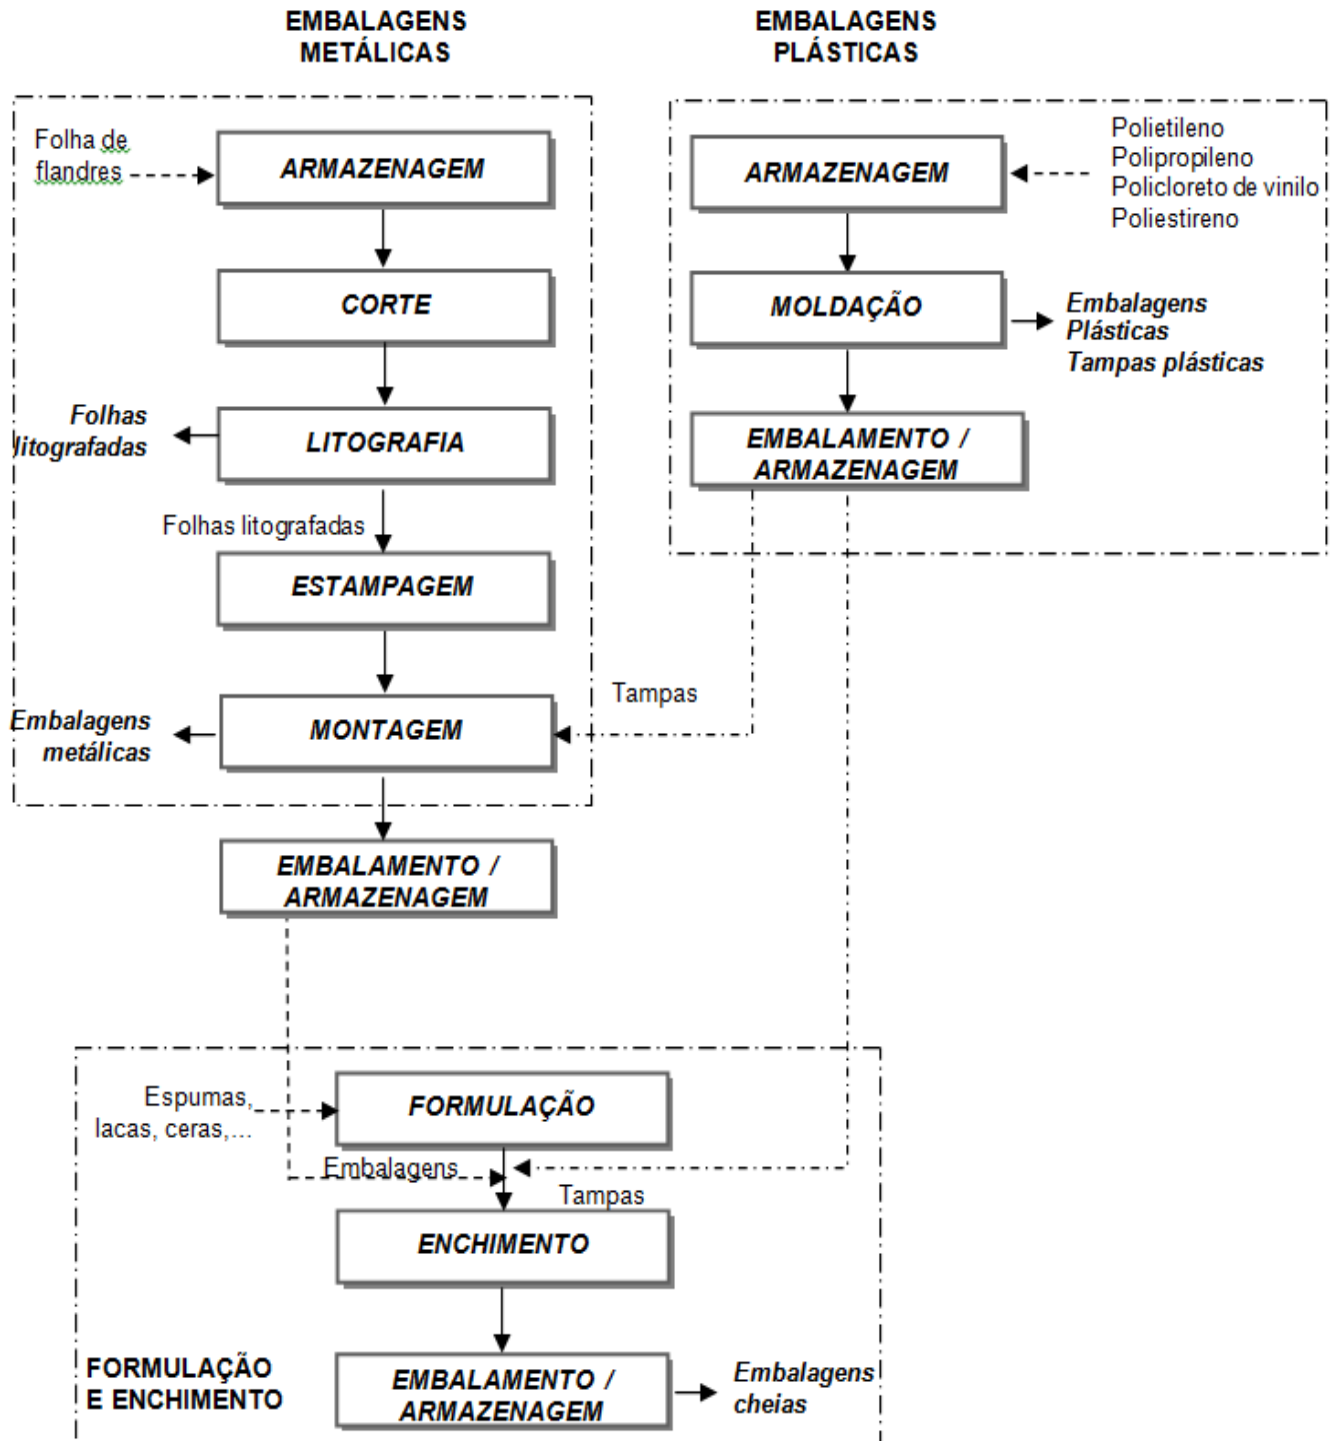 EMBALAGENS
METÁLICAS
EMBALAGENS
PLÁSTICAS
Folha de
flandres
ARMAZENAGEM
CORTE
LITOGRAFIA
Folhas
litografadas
Folhas litografadas
ESTAMPAGEM
MONTAGEM
Embalagens
metálicas
Tampas
EMBALAMENTO /
ARMAZENAGEM
ARMAZENAGEM
Polietileno
Polipropileno
Policloreto de vinilo
Poliestireno
MOLDAÇÃO
Embalagens
Plásticas
Tampas plásticas
EMBALAMENTO /
ARMAZENAGEM
Espumas,
lacas, ceras,...
FORMULAÇÃO
Embalagens
Tampas
ENCHIMENTO
FORMULAÇÃO
E ENCHIMENTO
EMBALAMENTO /
ARMAZENAGEM
Embalagens
cheias